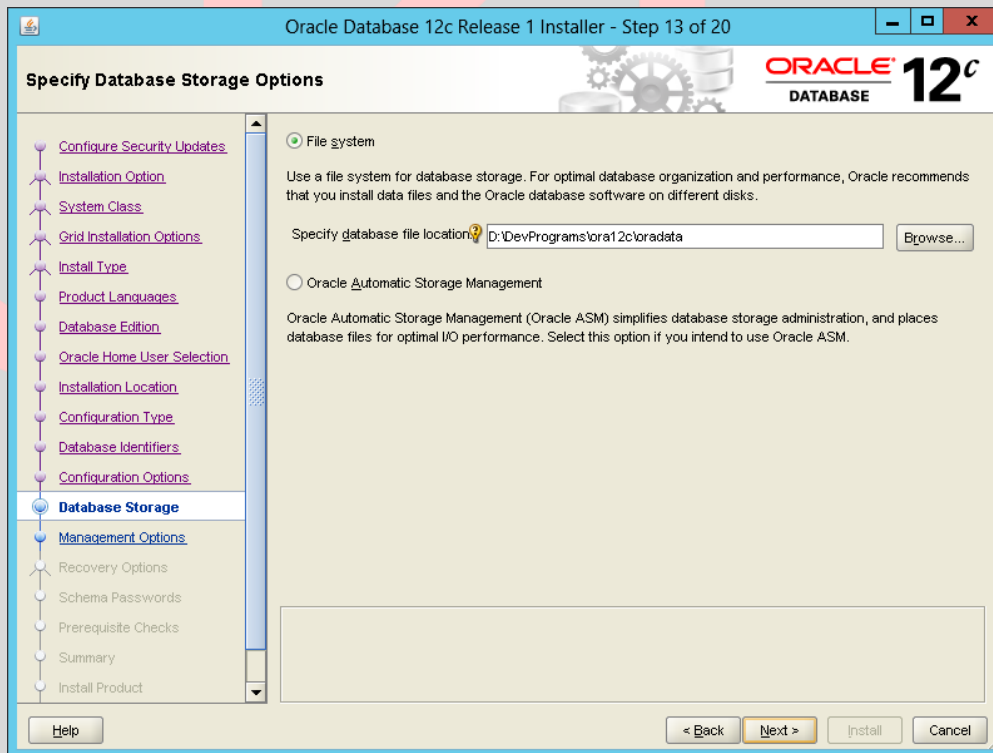 Oracle Database 12c Release 1 Installer - Step 13 of 20
Specify Database Storage Options
ORACLE
DATABASE
12c
Configure Security Updates
Installation Option
System Class
Grid Installation Options
Install Type
Product Languages
Database Edition
Oracle Home User Selection
Installation Location
Configuration Type
Database Identifiers
Configuration Options
Database Storage
Management Options
Recovery Options
Schema Passwords
Prerequisite Checks
Summary
Install Product
File system
Use a file system for database storage. For optimal database organization and performance, Oracle recommends
that you install data files and the Oracle database software on different disks.
Specify database file location D:\DevPrograms\ora12c\oradata Browse...
Oracle Automatic Storage Management
Oracle Automatic Storage Management (Oracle ASM) simplifies database storage administration, and places
database files for optimal I/O performance. Select this option if you intend to use Oracle ASM.
Help < Back Next > Install Cancel